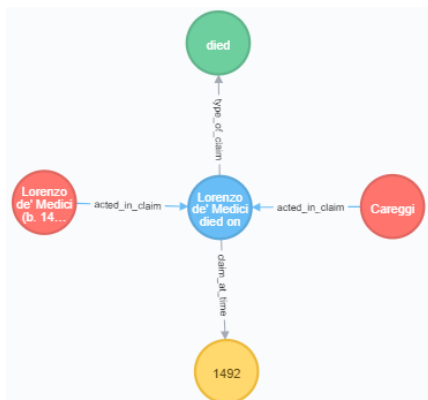 died
type_of_claim
Lorenzo
de' Medici
(b. 14...
acted_in_claim
Lorenzo
de' Medici
died on
acted_in_claim
Careggi
claim_at_time
1492